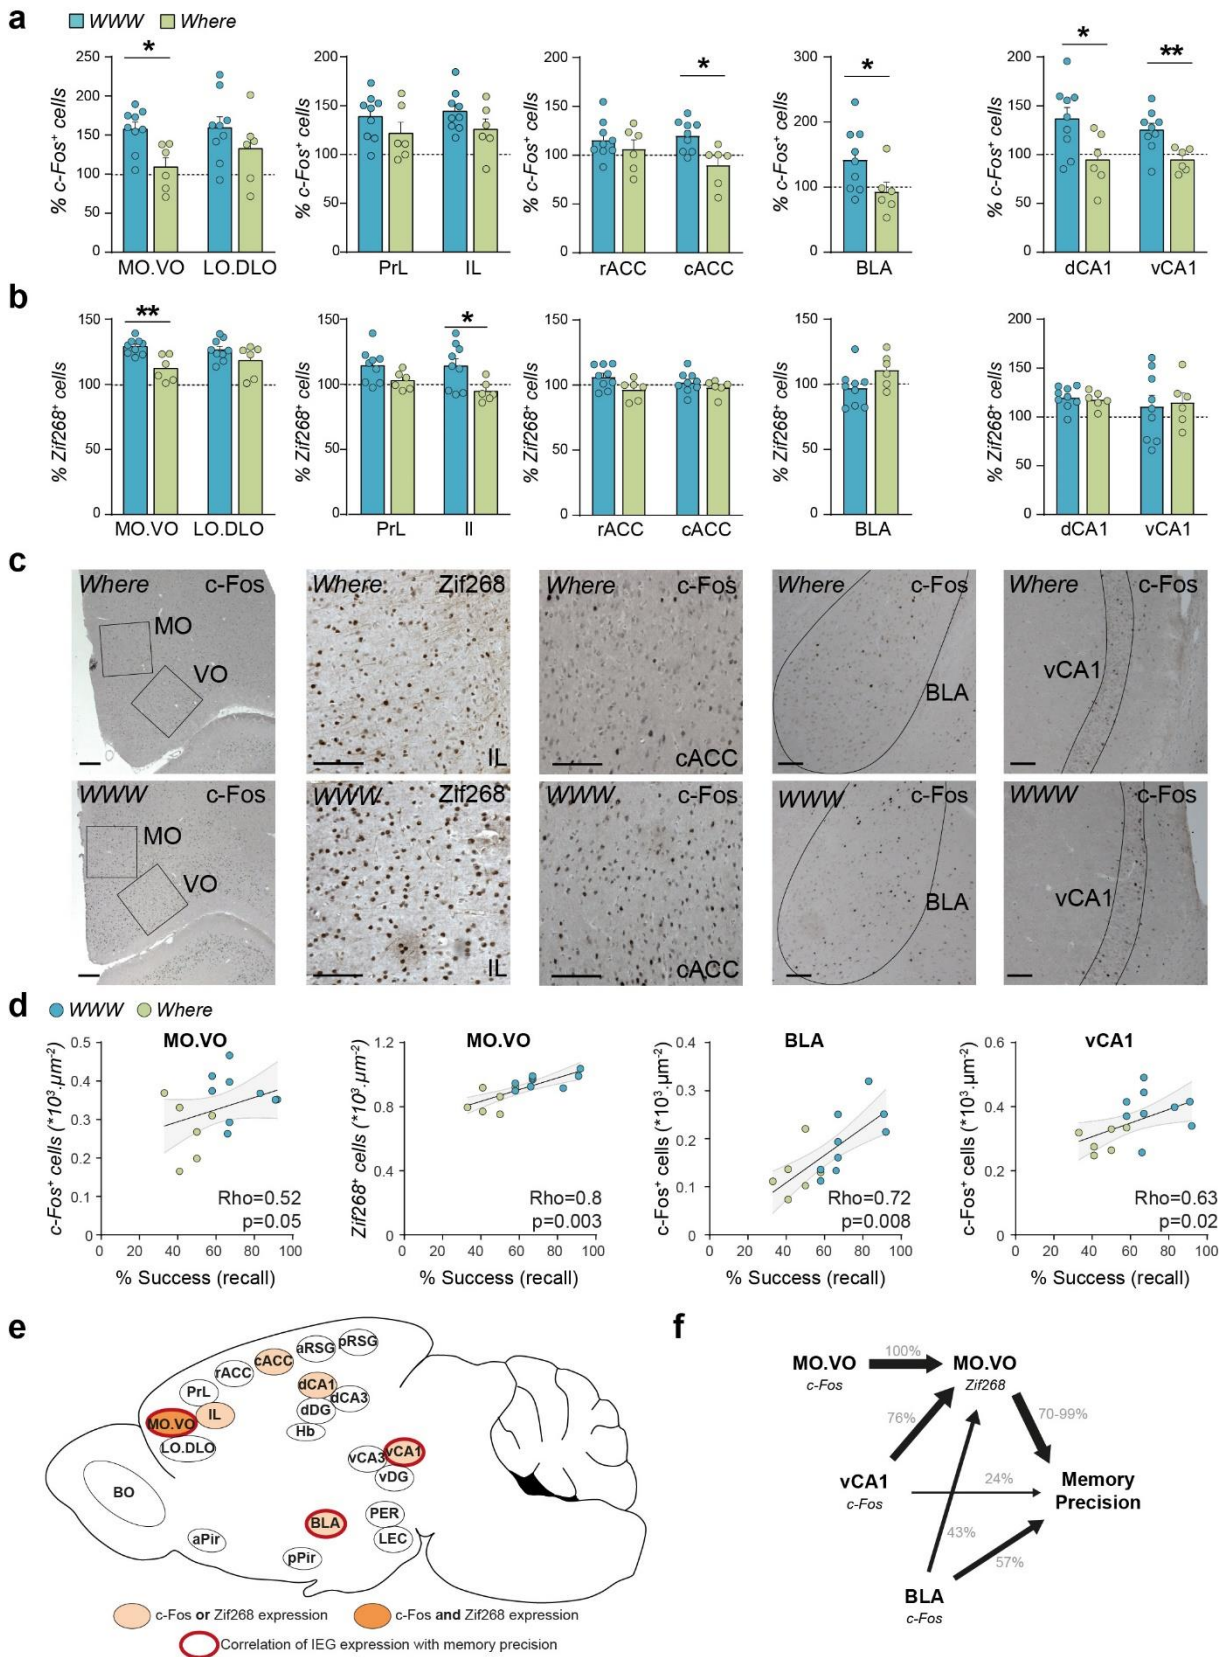 a
WWW Where
% c-Fos+ cells
250
200
150
100
50
0
*
MO.VO LO.DLO
% c-Fos+ cells
200
150
100
50
0
PrL IL
% c-Fos+ cells
200
150
100
50
0
*
rACC cACC
% c-Fos+ cells
300
200
100
0
*
BLA
% c-Fos+ cells
200
150
100
50
0
* **
dCA1 vCA1
b
% Zif268+ cells
150
100
50
0
**
MO.VO LO.DLO
% Zif268+ cells
150
100
50
0
*
PrL Il
% Zif268+ cells
150
100
50
0
rACC cACC
% Zif268+ cells
150
100
50
0
BLA
% Zif268+ cells
200
150
100
50
0
dCA1 vCA1
c
Where c-Fos
MO
VO
Where Zif268
IL
Where c-Fos
cACC
Where c-Fos
BLA
Where c-Fos
vCA1
WWW c-Fos
MO
VO
WWW Zif268
IL
WWW c-Fos
cACC
WWW c-Fos
BLA
WWW c-Fos
vCA1
d
WWW Where
MO.VO
c-Fos+ cells (*10³.µm⁻²)
0.5
0.4
0.3
0.2
0.1
0
0 20 40 60 80 100
Rho=0.52
p=0.05
% Success (recall)
MO.VO
Zif268+ cells (*10³.µm⁻²)
1.2
0.8
0.4
0
0 20 40 60 80 100
Rho=0.8
p=0.003
% Success (recall)
BLA
c-Fos+ cells (*10³.µm⁻²)
0.4
0.3
0.2
0.1
0
0 20 40 60 80 100
Rho=0.72
p=0.008
% Success (recall)
vCA1
c-Fos+ cells (*10³.µm⁻²)
0.6
0.4
0.2
0
0 20 40 60 80 100
Rho=0.63
p=0.02
% Success (recall)
e
BO
MO.VO
LO.DLO
PrL
IL
rACC
cACC
aRSG
pRSG
dCA1
dCA3
dDG
Hb
vCA3
vCA1
vDG
BLA
PER
LEC
aPir
pPir
c-Fos or Zif268 expression
c-Fos and Zif268 expression
Correlation of IEG expression with memory precision
f
MO.VO
c-Fos
100%
MO.VO
Zif268
76%
70-99%
vCA1
c-Fos
24%
Memory
Precision
43%
57%
BLA
c-Fos